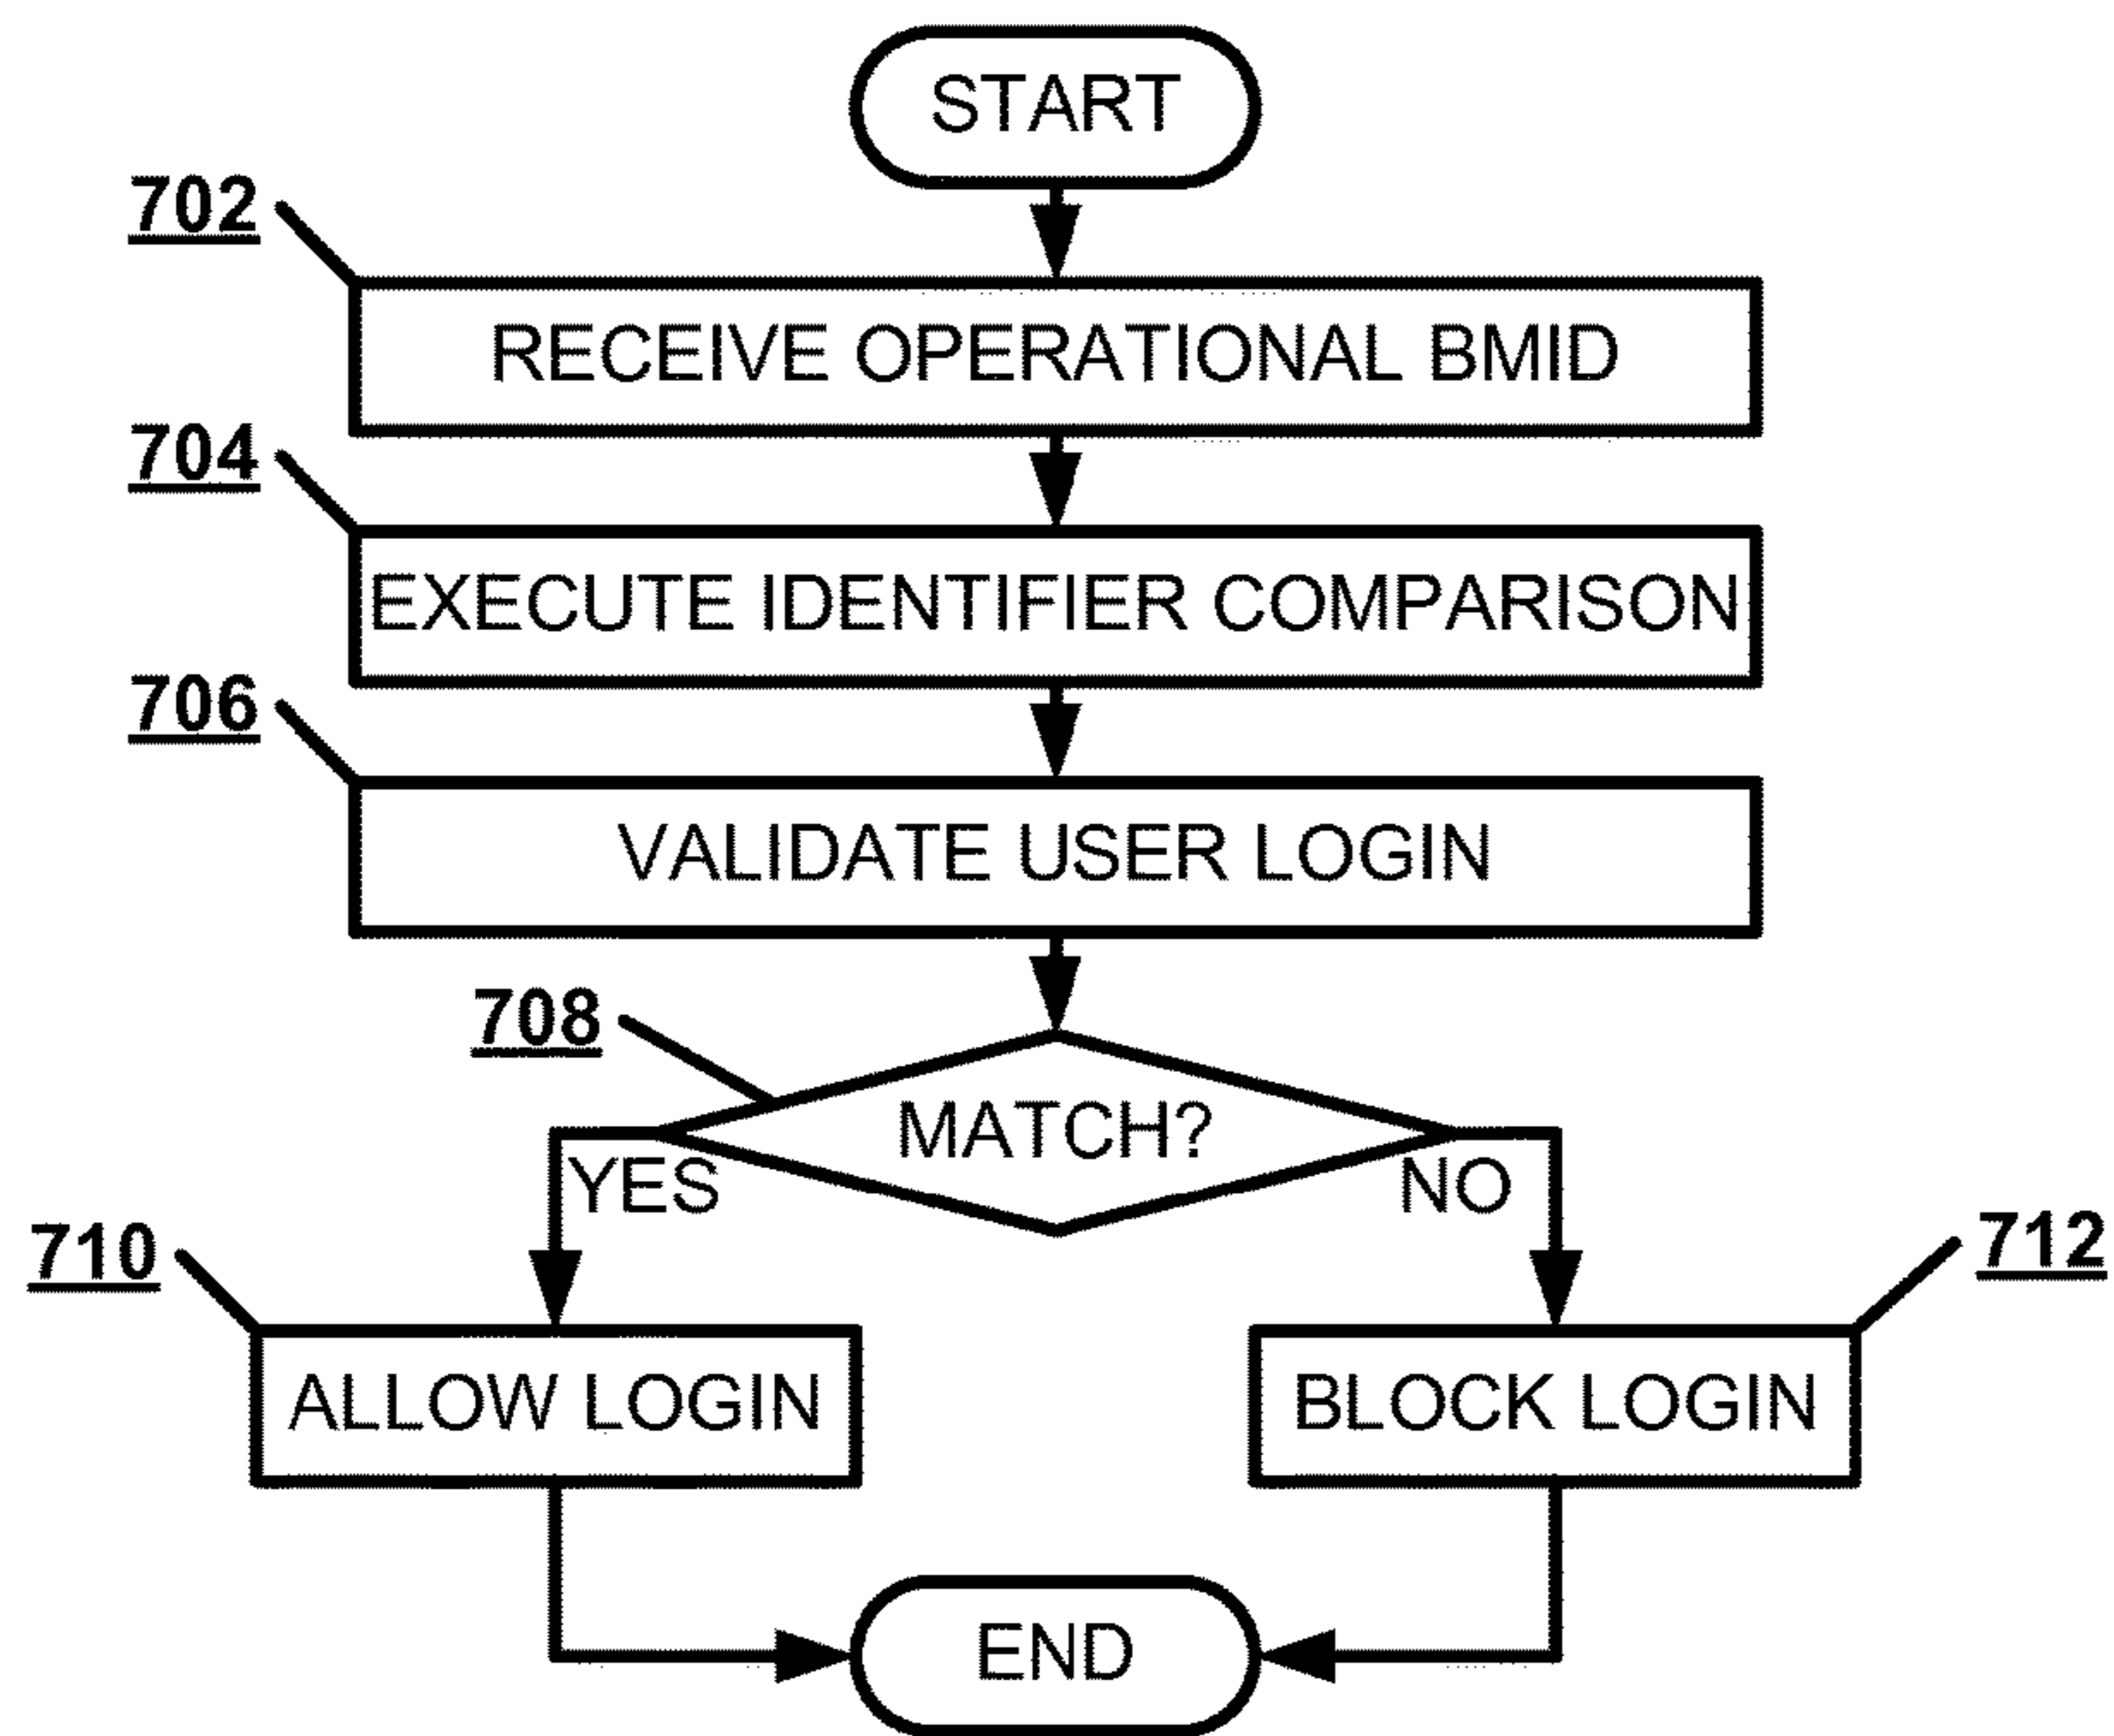 START
702
RECEIVE OPERATIONAL BMID
704
EXECUTE IDENTIFIER COMPARISON
706
VALIDATE USER LOGIN
708
MATCH?
YES
NO
710
712
ALLOW LOGIN
BLOCK LOGIN
END